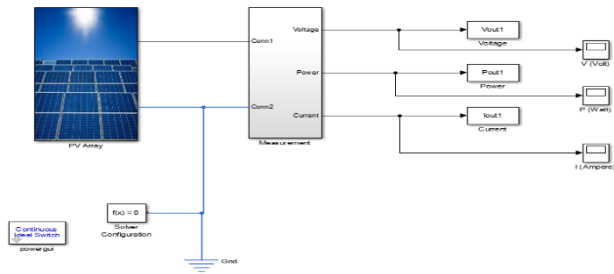 Conn1
Conn2
Voltage
Power
Current
Vout1
Voltage
Pout1
Power
Iout1
Current
V (Volt)
P (Watt)
I (Ampere)
PV Array
Measurement
f(x) = 0
Solver
Configuration
Continuous
Ideal Switch
powergui
Gnd